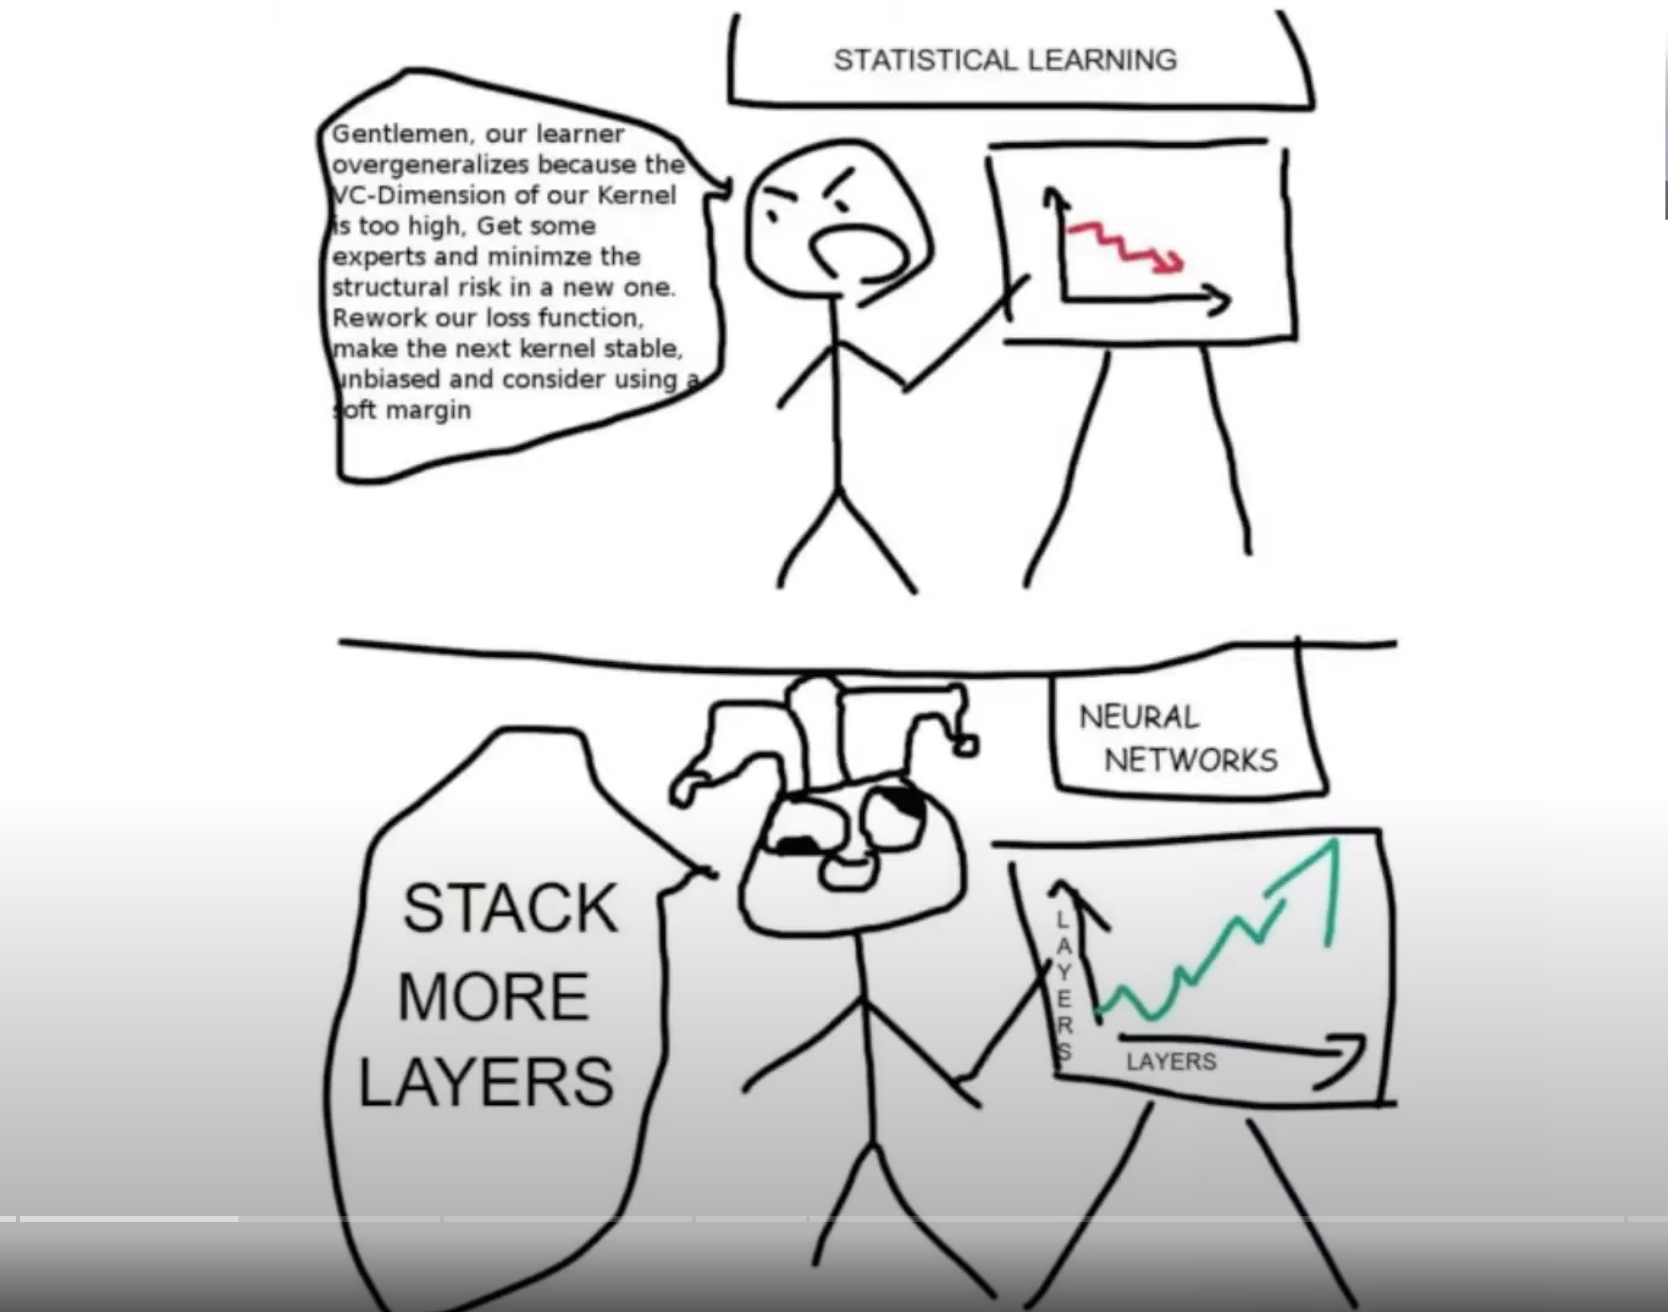 STATISTICAL LEARNING
Gentlemen, our learner
overgeneralizes because the
VC-Dimension of our Kernel
is too high, Get some
experts and minimze the
structural risk in a new one.
Rework our loss function,
make the next kernel stable,
unbiased and consider using a
soft margin
NEURAL
NETWORKS
STACK
MORE
LAYERS
LAYERS
LAYERS